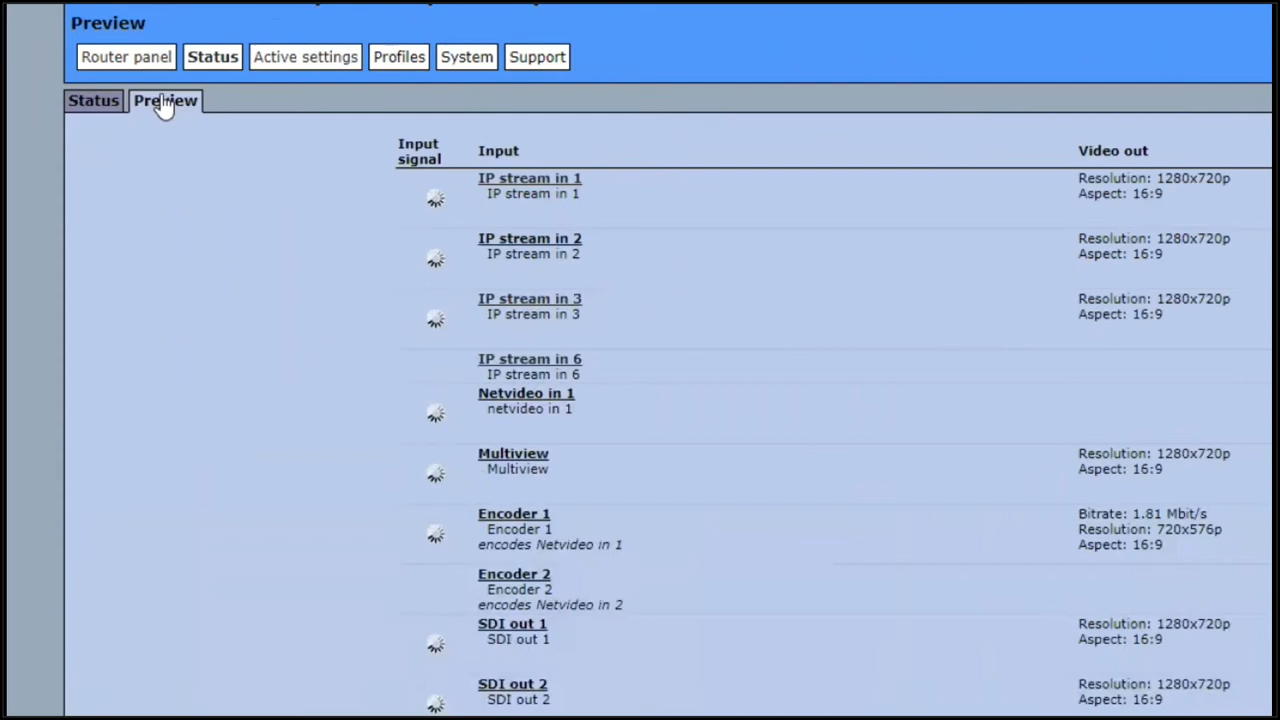 Preview
Router panel Status Active settings Profiles System Support
Status Preview
Input signal Input Video out
IP stream in 1 Resolution: 1280x720p
IP stream in 1 Aspect: 16:9
IP stream in 2 Resolution: 1280x720p
IP stream in 2 Aspect: 16:9
IP stream in 3 Resolution: 1280x720p
IP stream in 3 Aspect: 16:9
IP stream in 6
IP stream in 6
Netvideo in 1
netvideo in 1
Multiview Resolution: 1280x720p
Multiview Aspect: 16:9
Encoder 1 Bitrate: 1.81 Mbit/s
Encoder 1 Resolution: 720x576p
encodes Netvideo in 1 Aspect: 16:9
Encoder 2
Encoder 2
encodes Netvideo in 2
SDI out 1 Resolution: 1280x720p
SDI out 1 Aspect: 16:9
SDI out 2 Resolution: 1280x720p
SDI out 2 Aspect: 16:9